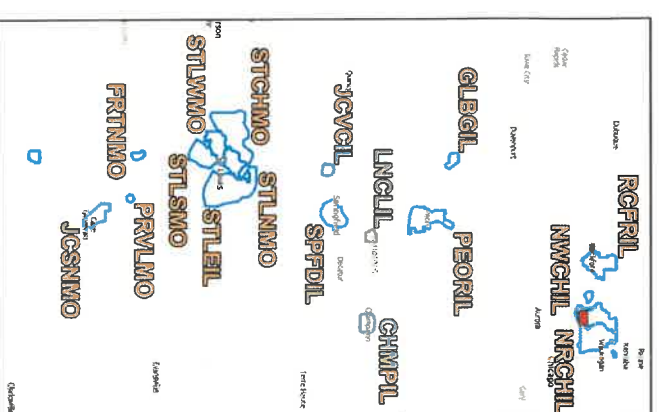 RCFRIL
NWCHIL
NRCHIL
GLBGIL
PEORIL
LNCLIL
CHMPIL
JCVCIL
SPFDIL
STCHMO
STLWMO
STLNMO
STLEIL
STLSMO
FRTNMO
PRVLMO
JCSNMO
Dubuque
Cedar
Rapids
Iowa City
Davenport
Racine
Kenosha
Waukegan
Chicago
Aurora
Gary
Springfield
Decatur
Champaign
Terre Haute
Evansville
rson